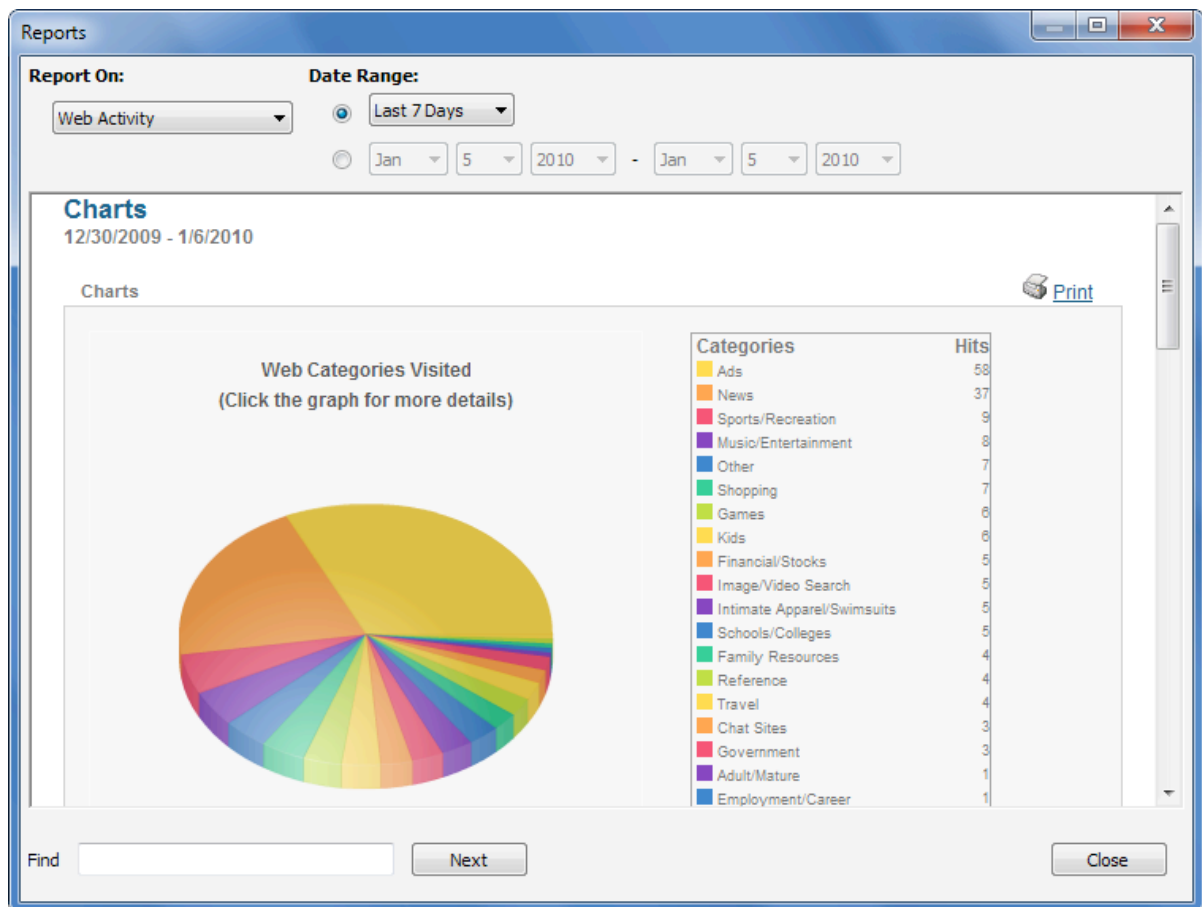 Reports
Report On:
Date Range:
Web Activity
Last 7 Days
Jan 5 2010 - Jan 5 2010
Charts
12/30/2009 - 1/6/2010
Charts
Print
Web Categories Visited
(Click the graph for more details)
Categories Hits
Ads 58
News 37
Sports/Recreation 9
Music/Entertainment 8
Other 7
Shopping 7
Games 6
Kids 6
Financial/Stocks 5
Image/Video Search 5
Intimate Apparel/Swimsuits 5
Schools/Colleges 5
Family Resources 4
Reference 4
Travel 4
Chat Sites 3
Government 3
Adult/Mature 1
Employment/Career 1
Find
Next
Close